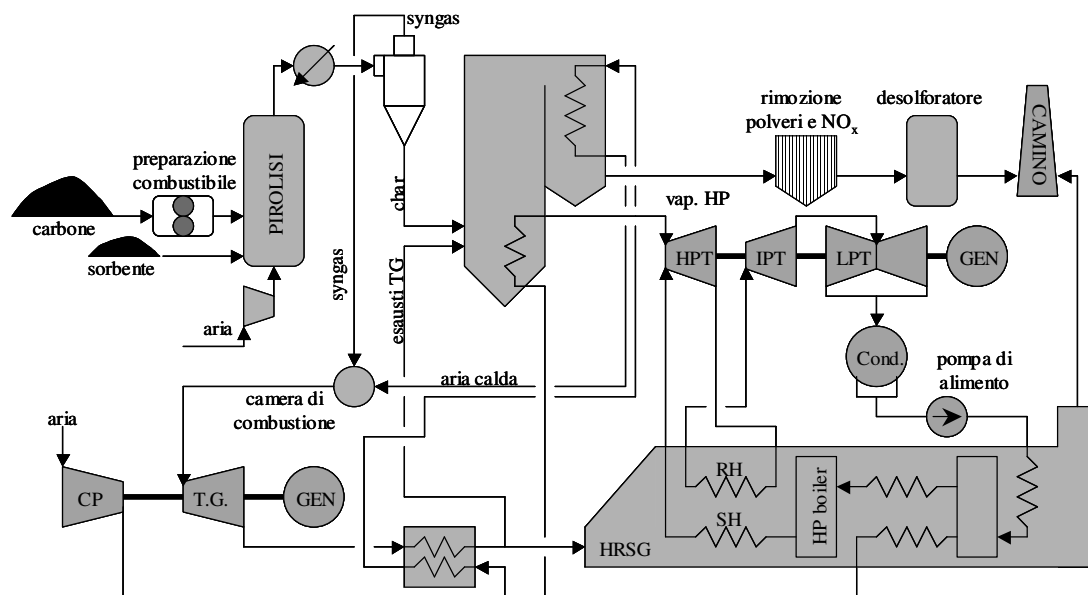 syngas
rimozione
polveri e NOx
desolforatore
CAMINO
preparazione
combustibile
PIROLISI
carbone
sorbente
char
vap. HP
HPT
IPT
LPT
GEN
syngas
esausti TG
aria
Cond.
pompa di
alimento
aria calda
camera di
combustione
aria
CP
T.G.
GEN
RH
SH
HP boiler
HRSG